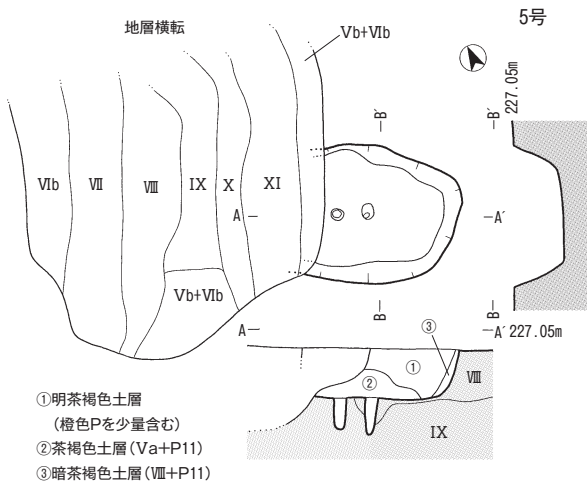 5号
地層横転
Ⅴb+Ⅵb
227.05m
B´
B´
Ⅵb
Ⅶ
Ⅷ
Ⅸ
Ⅹ
Ⅺ
A
A´
Ⅴb+Ⅵb
B
B
A
A´ 227.05m
③
①
②
Ⅷ
Ⅸ
①明茶褐色土層
(橙色Pを少量含む)
②茶褐色土層(Ⅴa+P11)
③暗茶褐色土層(Ⅷ+P11)